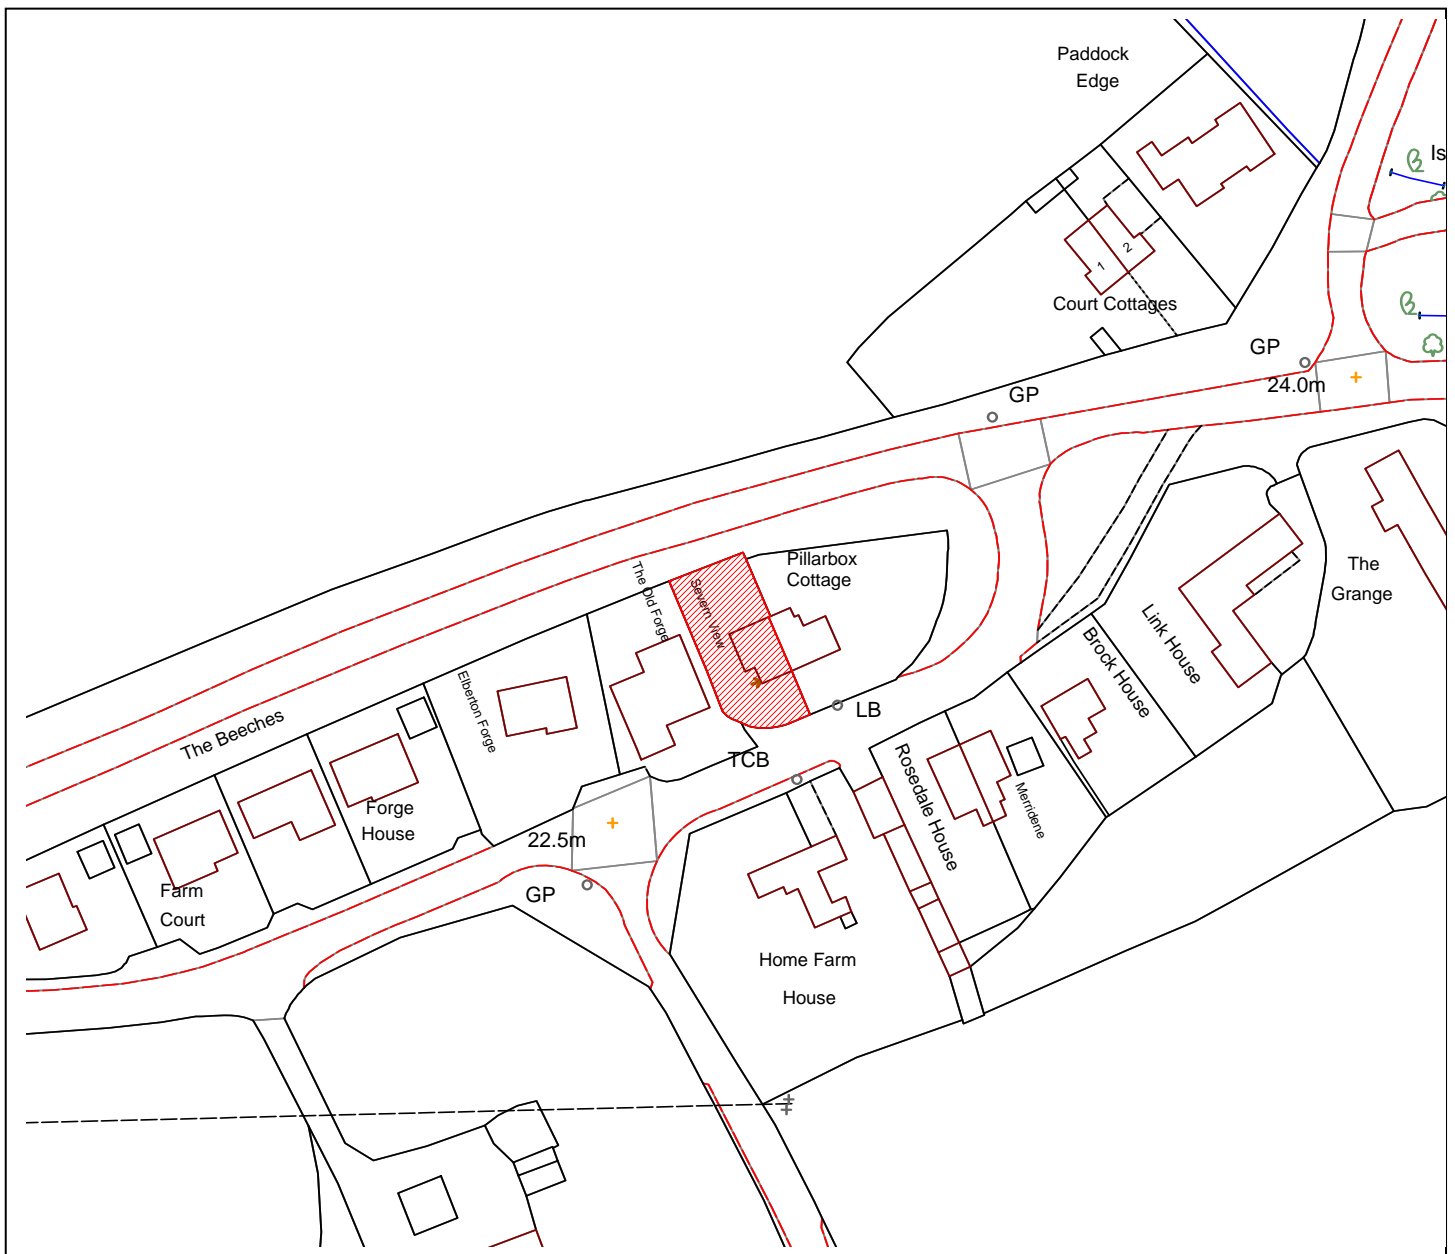 Paddock
Edge
Is
1
2
Court Cottages
GP
24.0m
GP
Pillarbox
Cottage
The Old Forge
Severn View
The
Grange
Link House
Brock House
Elberton Forge
LB
The Beeches
TCB
Rosedale House
Merridene
Forge
House
22.5m
GP
Farm
Court
Home Farm
House